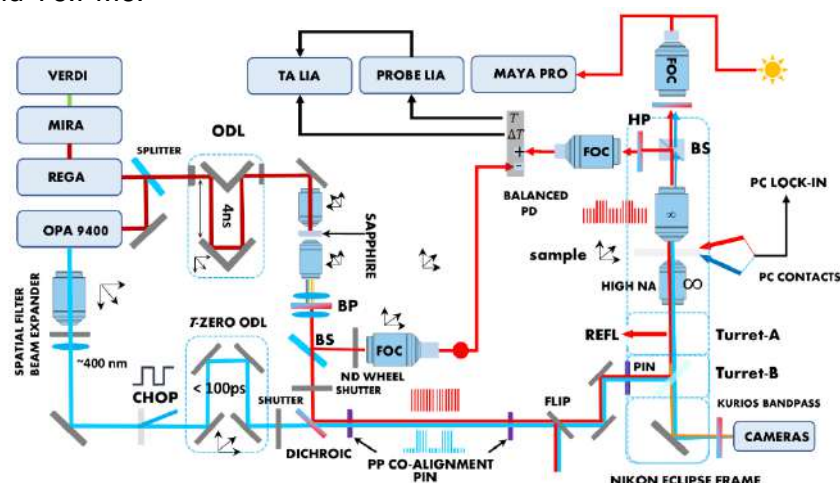 VERDI
MIRA
REGA
OPA 9400
SPLITTER
ODL
4ns
TA LIA
PROBE LIA
MAYA PRO
FOC
T
ΔT
+
-
BALANCED
PD
FOC
HP
BS
PC LOCK-IN
PC CONTACTS
∞
sample
HIGH NA
∞
SAPPHIRE
BP
BS
FOC
ND WHEEL
SHUTTER
SPATIAL FILTER
BEAM EXPANDER
~400 nm
CHOP
T-ZERO ODL
< 100ps
SHUTTER
DICHROIC
PP CO-ALIGNMENT
PIN
FLIP
REFL
Turret-A
PIN
Turret-B
KURIOS BANDPASS
CAMERAS
NIKON ECLIPSE FRAME